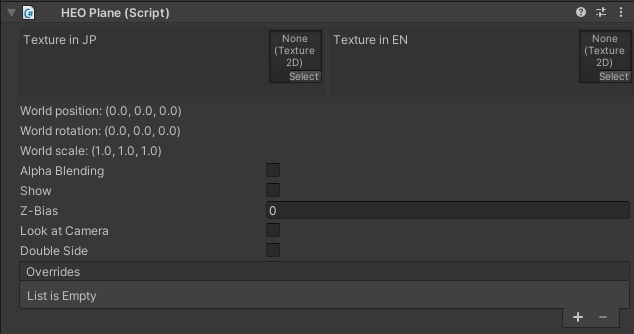 HEO Plane (Script)
Texture in JP
None
(Texture
2D)
Select
Texture in EN
None
(Texture
2D)
Select
World position: (0.0, 0.0, 0.0)
World rotation: (0.0, 0.0, 0.0)
World scale: (1.0, 1.0, 1.0)
Alpha Blending
Show
Z-Bias
0
Look at Camera
Double Side
Overrides
List is Empty